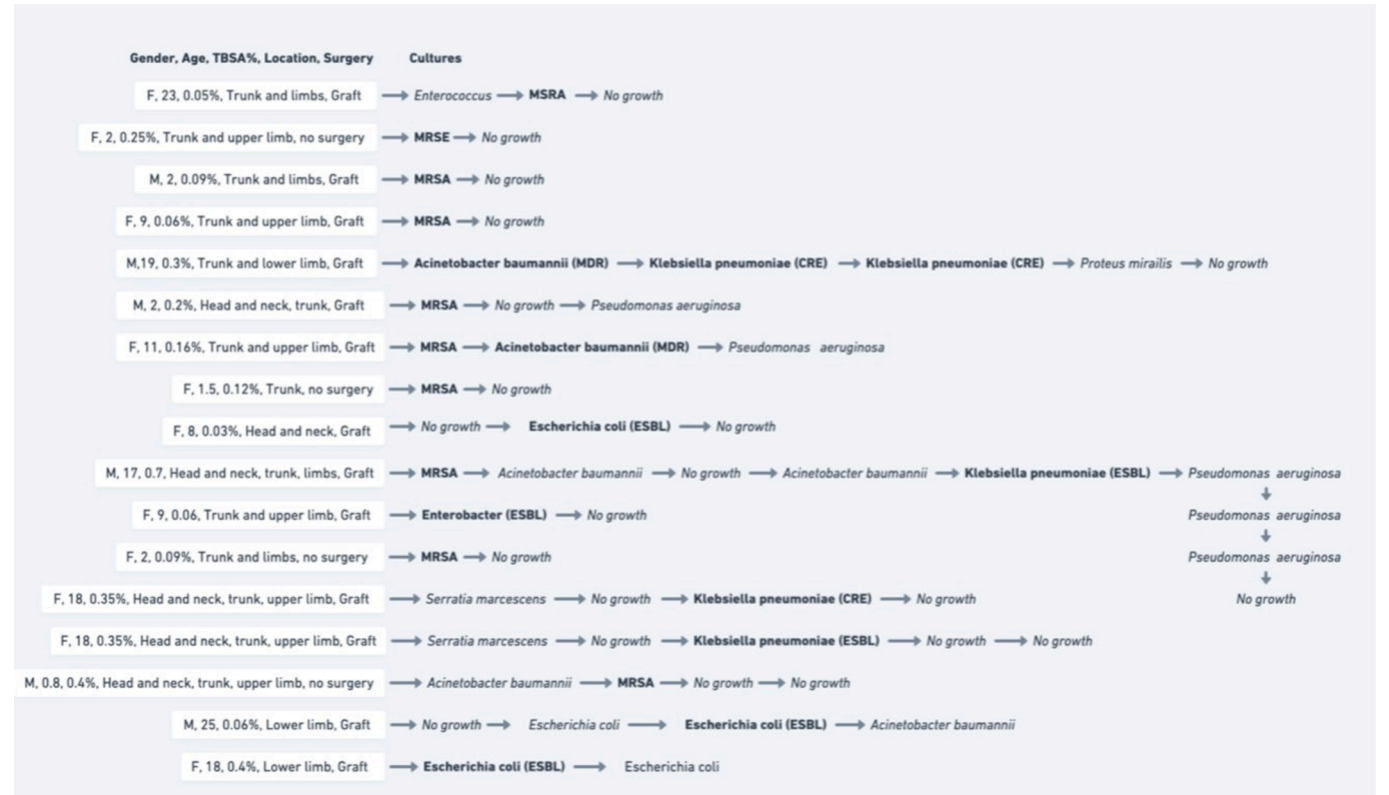 Gender, Age, TBSA%, Location, Surgery Cultures
F, 23, 0.05%, Trunk and limbs, Graft Enterococcus MSRA No growth
F, 2, 0.25%, Trunk and upper limb, no surgery MRSE No growth
M, 2, 0.09%, Trunk and limbs, Graft MRSA No growth
F, 9, 0.06%, Trunk and upper limb, Graft MRSA No growth
M,19, 0.3%, Trunk and lower limb, Graft Acinetobacter baumannii (MDR) Klebsiella pneumoniae (CRE) Klebsiella pneumoniae (CRE) Proteus mirailis No growth
M, 2, 0.2%, Head and neck, trunk, Graft MRSA No growth Pseudomonas aeruginosa
F, 11, 0.16%, Trunk and upper limb, Graft MRSA Acinetobacter baumannii (MDR) Pseudomonas aeruginosa
F, 1.5, 0.12%, Trunk, no surgery MRSA No growth
F, 8, 0.03%, Head and neck, Graft No growth Escherichia coli (ESBL) No growth
M, 17, 0.7, Head and neck, trunk, limbs, Graft MRSA Acinetobacter baumannii No growth Acinetobacter baumannii Klebsiella pneumoniae (ESBL) Pseudomonas aeruginosa
F, 9, 0.06, Trunk and upper limb, Graft Enterobacter (ESBL) No growth Pseudomonas aeruginosa
F, 2, 0.09%, Trunk and limbs, no surgery MRSA No growth Pseudomonas aeruginosa
F, 18, 0.35%, Head and neck, trunk, upper limb, Graft Serratia marcescens No growth Klebsiella pneumoniae (CRE) No growth No growth
F, 18, 0.35%, Head and neck, trunk, upper limb, Graft Serratia marcescens No growth Klebsiella pneumoniae (ESBL) No growth No growth
M, 0.8, 0.4%, Head and neck, trunk, upper limb, no surgery Acinetobacter baumannii MRSA No growth No growth
M, 25, 0.06%, Lower limb, Graft No growth Escherichia coli Escherichia coli (ESBL) Acinetobacter baumannii
F, 18, 0.4%, Lower limb, Graft Escherichia coli (ESBL) Escherichia coli